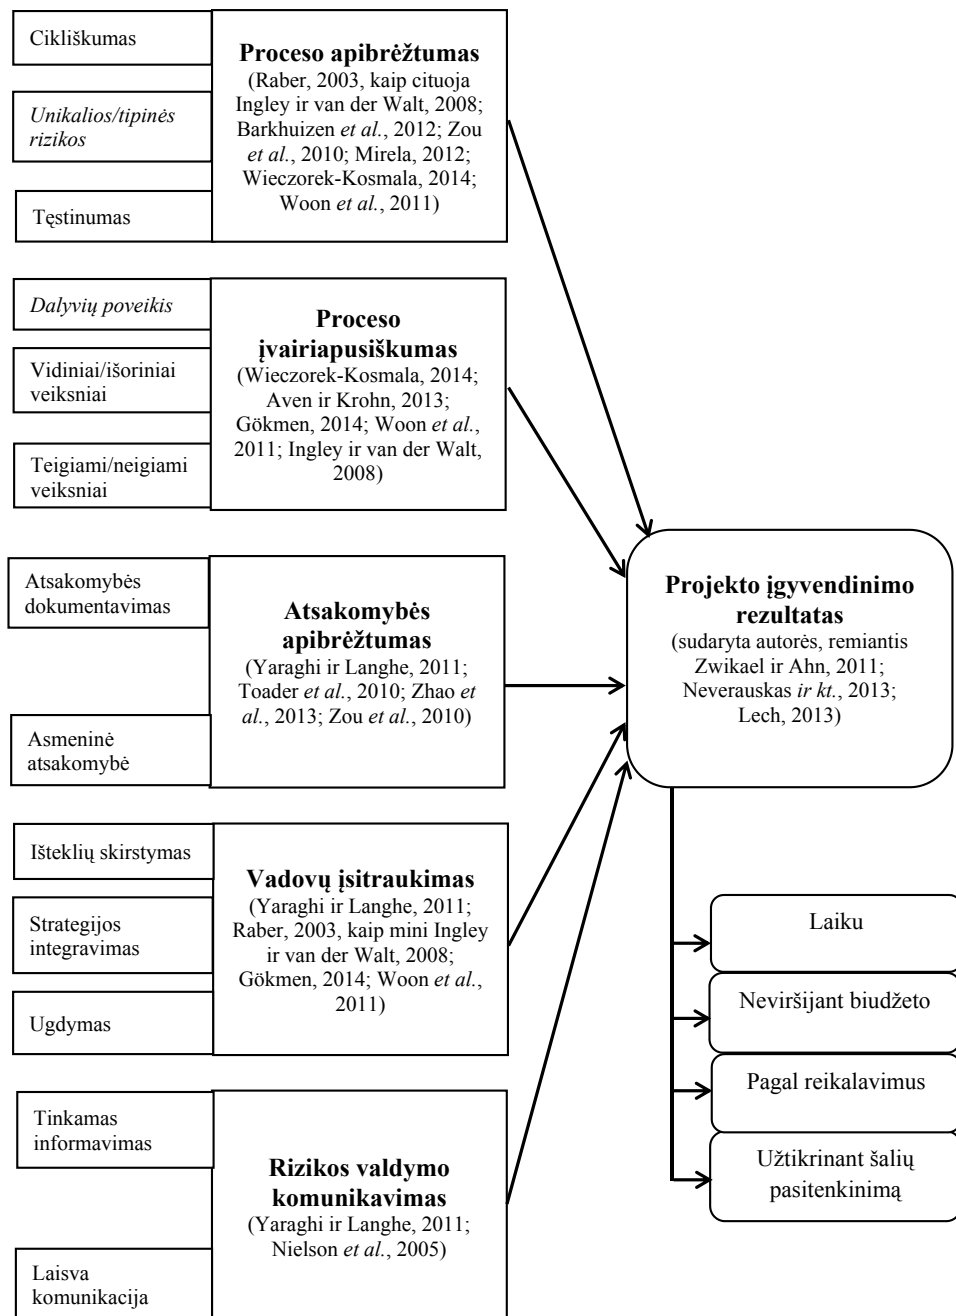 Cikliškumas
Unikalios/tipinės
rizikos
Tęstinumas
Proceso apibrėžtumas
(Raber, 2003, kaip cituoja
Ingley ir van der Walt, 2008;
Barkhuizen et al., 2012; Zou
et al., 2010; Mirela, 2012;
Wieczorek-Kosmala, 2014;
Woon et al., 2011)
Dalyvių poveikis
Vidiniai/išoriniai
veiksniai
Teigiami/neigiami
veiksniai
Proceso
įvairiapusiškumas
(Wieczorek-Kosmala, 2014;
Aven ir Krohn, 2013;
Gökmen, 2014; Woon et al.,
2011; Ingley ir van der Walt,
2008)
Atsakomybės
dokumentavimas
Asmeninė
atsakomybė
Atsakomybės
apibrėžtumas
(Yaraghi ir Langhe, 2011;
Toader et al., 2010; Zhao et
al., 2013; Zou et al., 2010)
Išteklių skirstymas
Strategijos
integravimas
Ugdymas
Vadovų įsitraukimas
(Yaraghi ir Langhe, 2011;
Raber, 2003, kaip mini Ingley
ir van der Walt, 2008;
Gökmen, 2014; Woon et al.,
2011)
Tinkamas
informavimas
Laisva
komunikacija
Rizikos valdymo
komunikavimas
(Yaraghi ir Langhe, 2011;
Nielson et al., 2005)
Projekto įgyvendinimo
rezultatas
(sudaryta autorės, remiantis
Zwikael ir Ahn, 2011;
Neverauskas ir kt., 2013;
Lech, 2013)
Laiku
Neviršijant biudžeto
Pagal reikalavimus
Užtikrinant šalių
pasitenkinimą